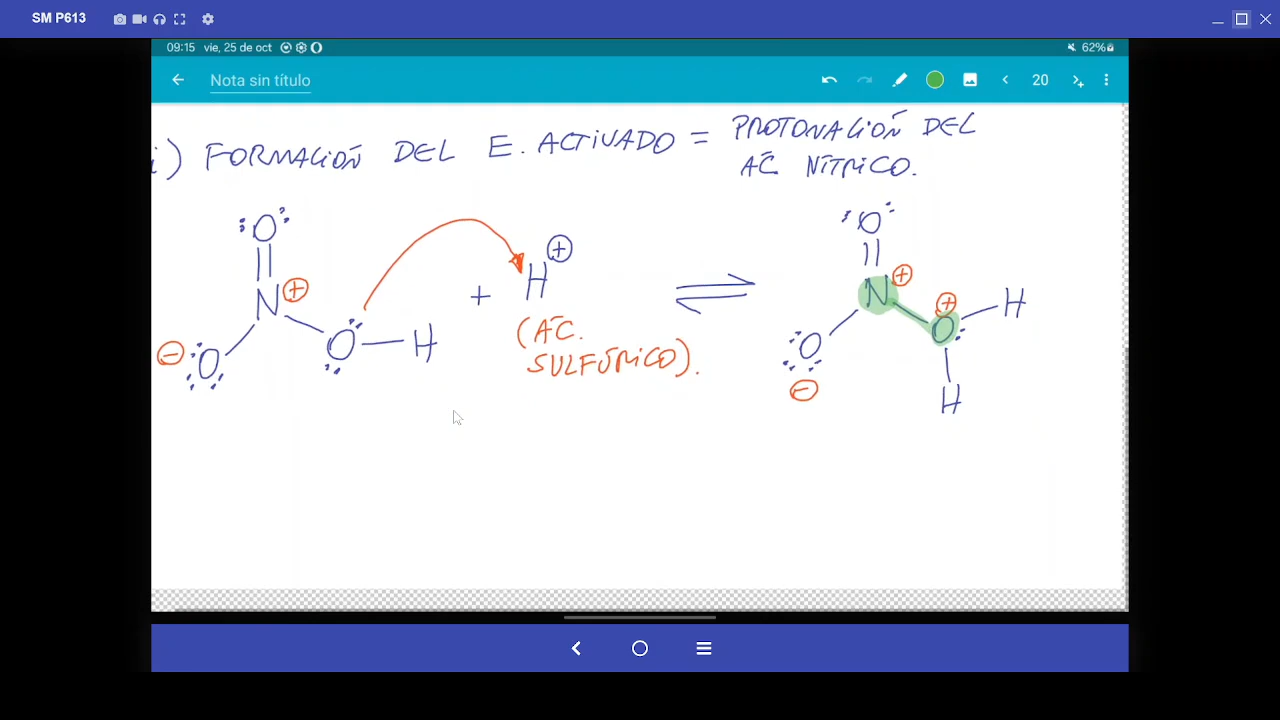 SM P613
09:15 vie, 25 de oct
62%
Nota sin título
20
i) FORMACIÓN DEL E. ACTIVADO = PROTONACIÓN DEL
AC NÍTRICO.
O
N +
- O
O - H
+ H +
(AC.
SULFÚRICO).
⇌
O
N +
O +
H
O
-
H